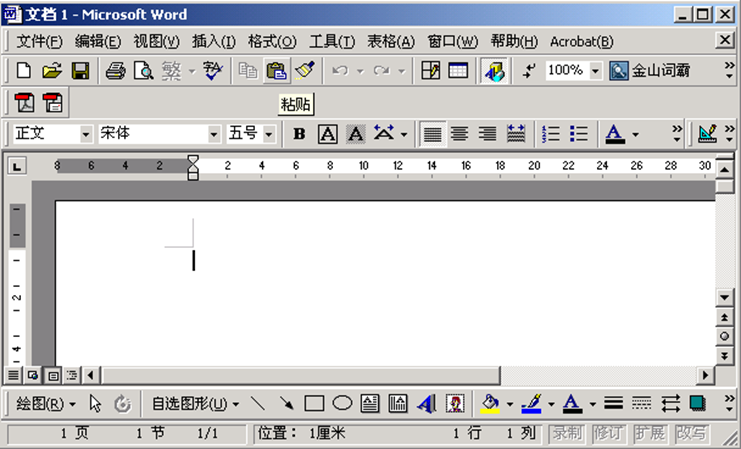 文档 1 - Microsoft Word
文件(F) 编辑(E) 视图(V) 插入(I) 格式(O) 工具(T) 表格(A) 窗口(W) 帮助(H) Acrobat(B)
繁 100% 金山词霸
粘贴
正文 宋体 五号 B A A A A
L 8 6 4 2 2 4 6 8 10 12 14 16 18 20 22 24 26 28 30
2
4
绘图(R) 自选图形(U) A A
1 页 1 节 1/1 位置: 1厘米 1 行 1 列 录制 修订 扩展 改写